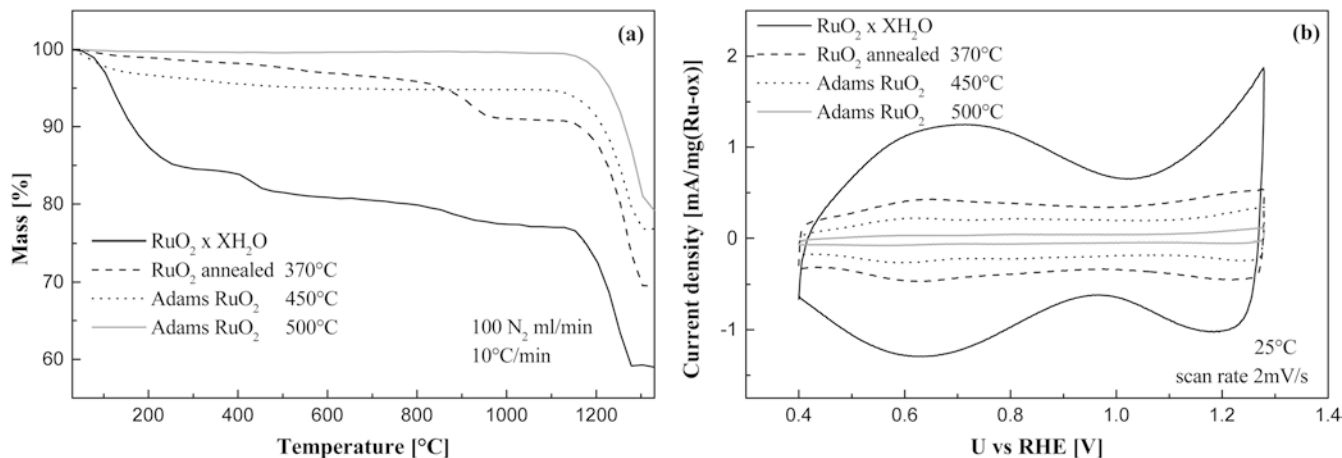 (a)
Mass [%]
100
90
80
70
60
RuO₂ x XH₂O
RuO₂ annealed 370°C
Adams RuO₂ 450°C
Adams RuO₂ 500°C
100 N₂ ml/min
10°C/min
200 400 600 800 1000 1200
Temperature [°C]
(b)
RuO₂ x XH₂O
RuO₂ annealed 370°C
Adams RuO₂ 450°C
Adams RuO₂ 500°C
Current density [mA/mg(Ru-ox)]
2
1
0
-1
25°C
scan rate 2mV/s
0.4 0.6 0.8 1.0 1.2 1.4
U vs RHE [V]